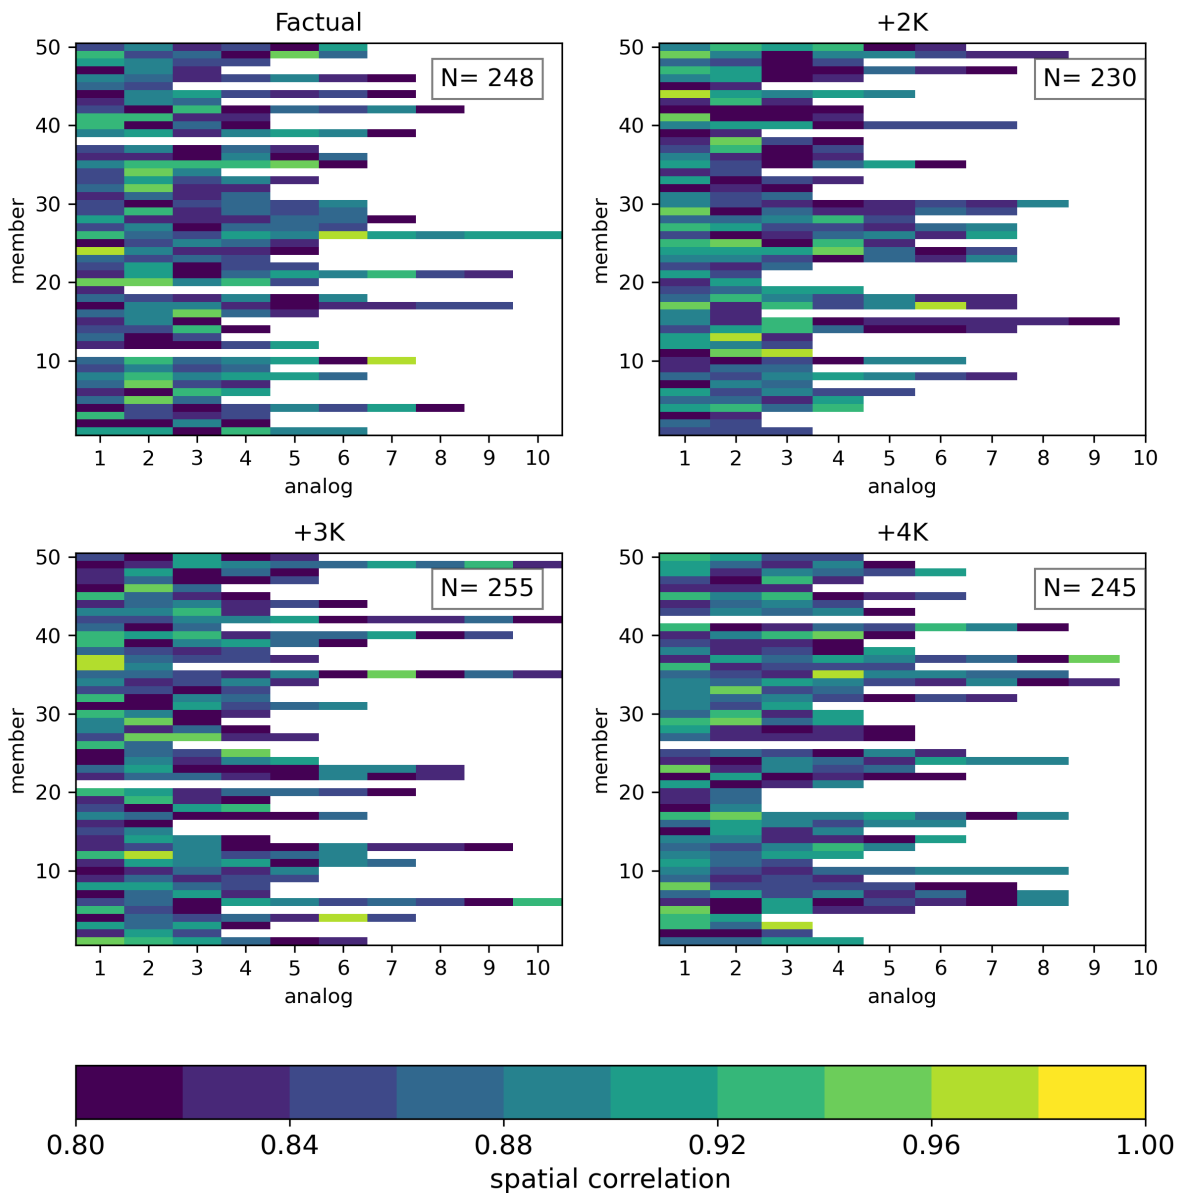 Factual
50
40
30
20
10
member
N= 248
1 2 3 4 5 6 7 8 9 10
analog
+2K
50
40
30
20
10
member
N= 230
1 2 3 4 5 6 7 8 9 10
analog
+3K
50
40
30
20
10
member
N= 255
1 2 3 4 5 6 7 8 9 10
analog
+4K
50
40
30
20
10
member
N= 245
1 2 3 4 5 6 7 8 9 10
analog
0.80 0.84 0.88 0.92 0.96 1.00
spatial correlation